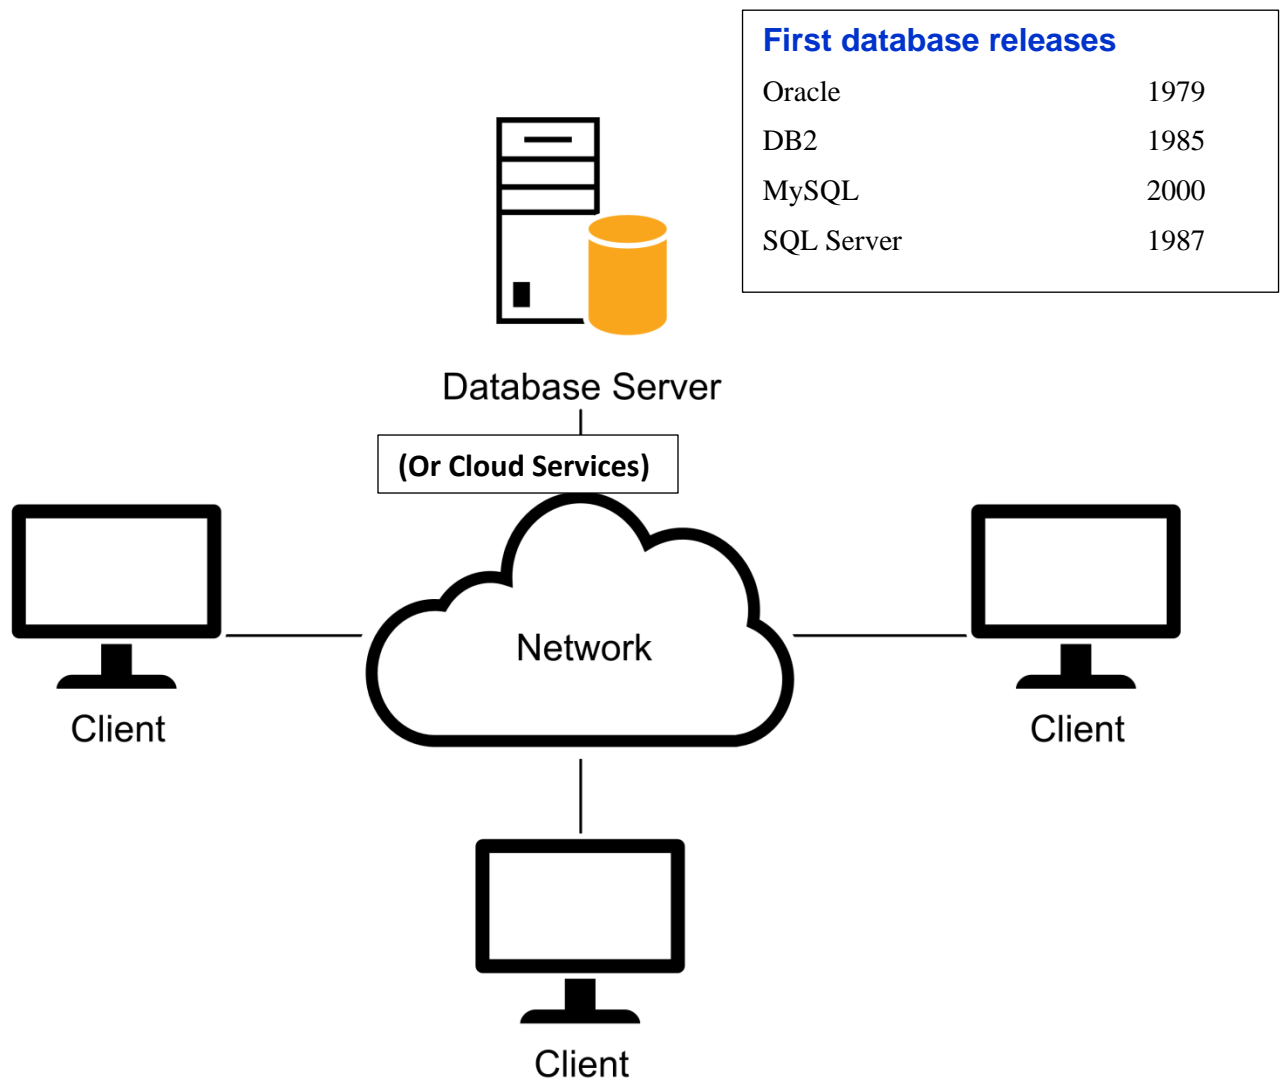 First database releases
Oracle 1979
DB2 1985
MySQL 2000
SQL Server 1987
Database Server
(Or Cloud Services)
Network
Client
Client
Client